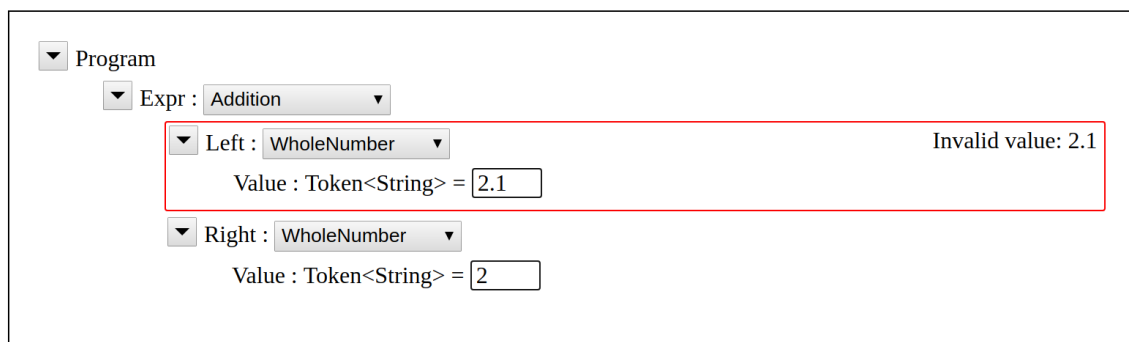 Program
Expr : Addition
Left : WholeNumber Invalid value: 2.1
Value : Token<String> = 2.1
Right : WholeNumber
Value : Token<String> = 2